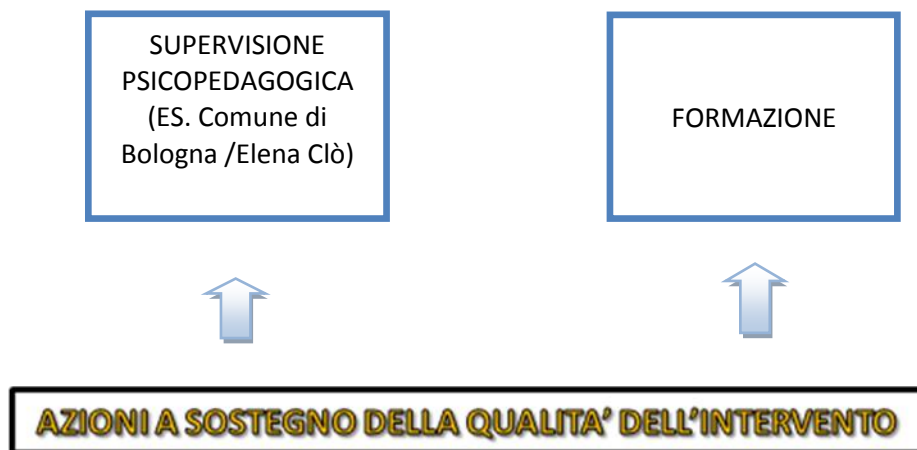 SUPERVISIONE
PSICOPEDAGOGICA
(ES. Comune di
Bologna /Elena Clò)
FORMAZIONE
AZIONI A SOSTEGNO DELLA QUALITA’ DELL’INTERVENTO